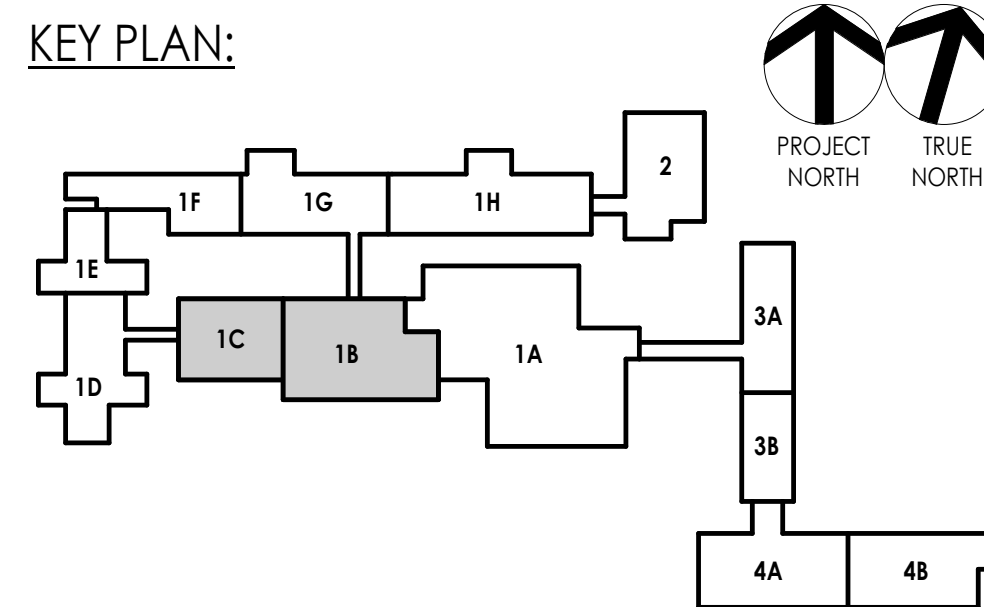 KEY PLAN:
PROJECT
NORTH
TRUE
NORTH
2
1F
1G
1H
1E
3A
1C
1B
1A
1D
3B
4A
4B